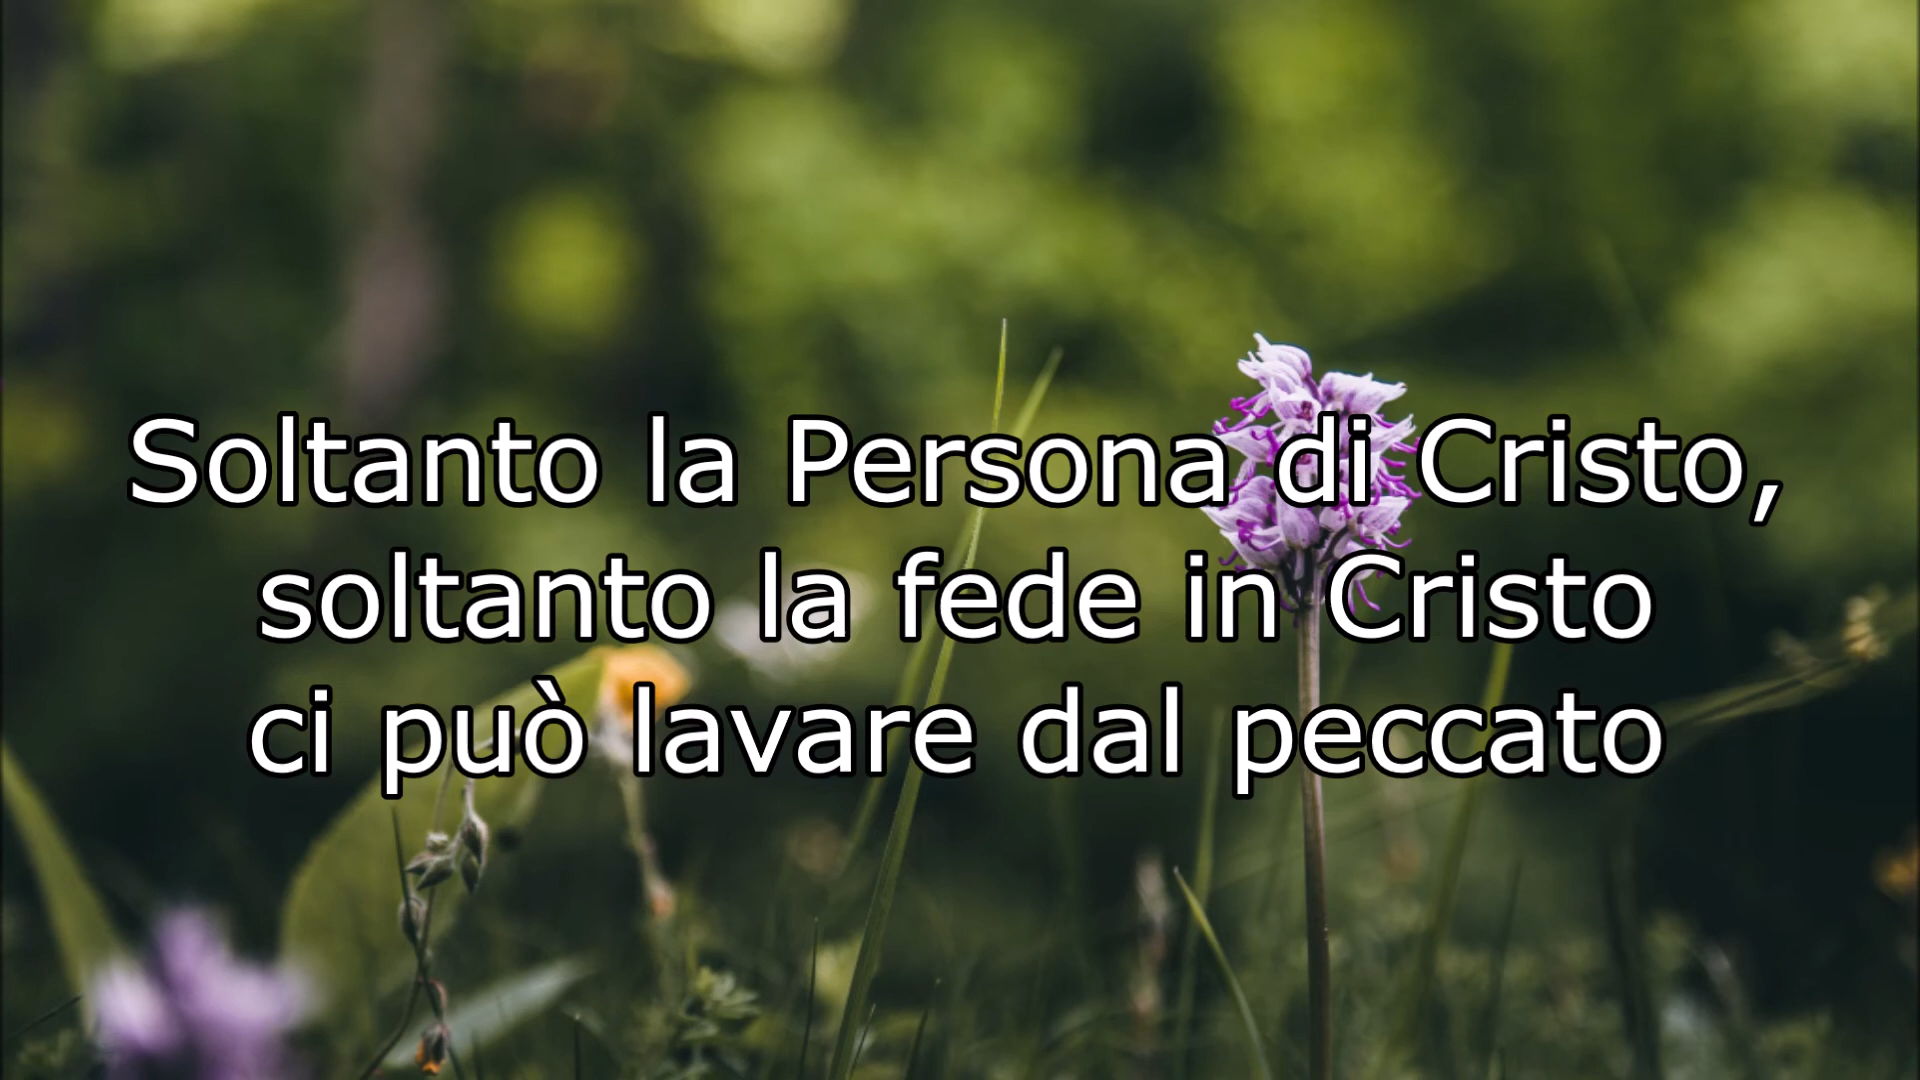 Soltanto la Persona di Cristo,
soltanto la fede in Cristo
ci può lavare dal peccato